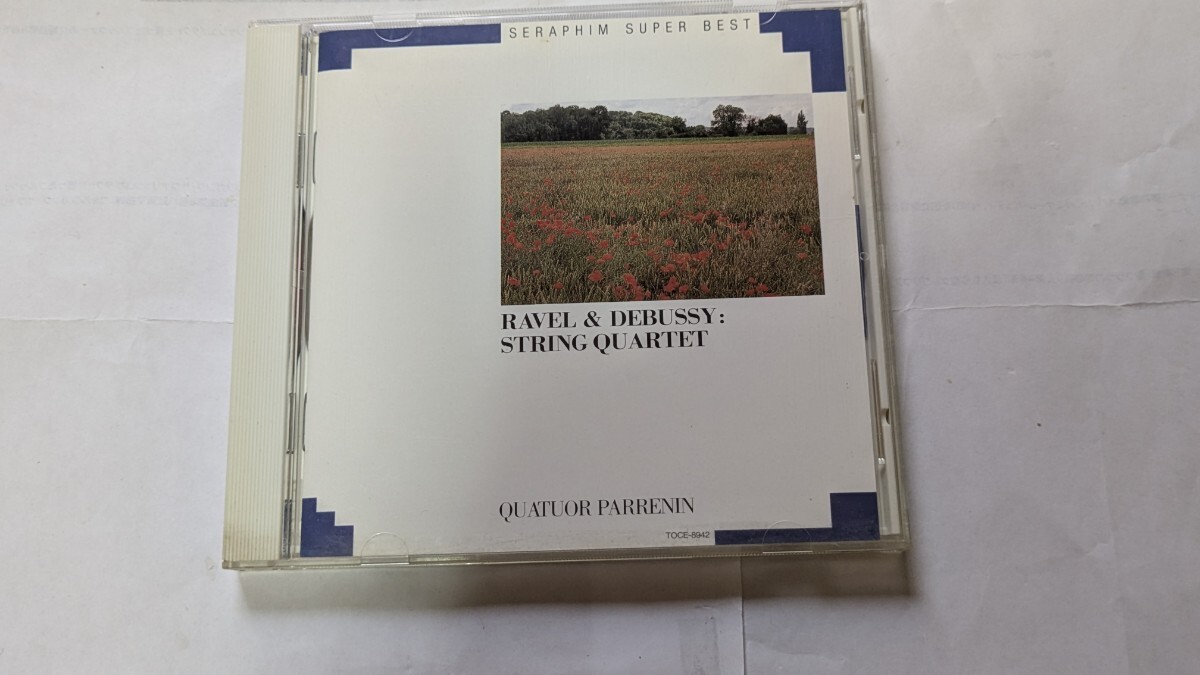 SERAPHIM SUPER BEST
RAVEL & DEBUSSY:
STRING QUARTET
QUATUOR PARRENIN
TOCE-8942